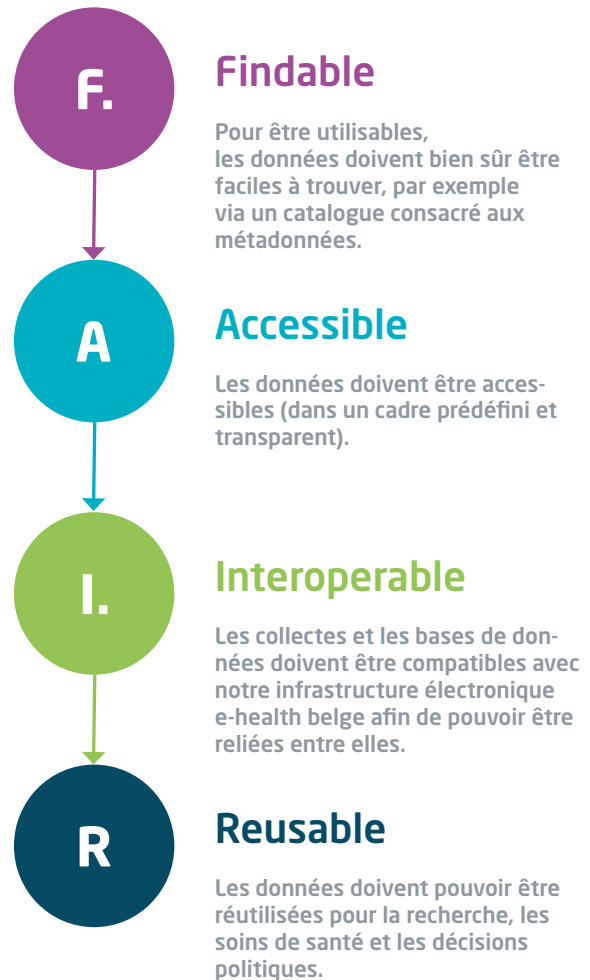 F.
Findable
Pour être utilisables,
les données doivent bien sûr être
faciles à trouver, par exemple
via un catalogue consacré aux
métadonnées.
A
Accessible
Les données doivent être acces-
sibles (dans un cadre prédéfini et
transparent).
I.
Interoperable
Les collectes et les bases de don-
nées doivent être compatibles avec
notre infrastructure électronique
e-health belge afin de pouvoir être
reliées entre elles.
R
Reusable
Les données doivent pouvoir être
réutilisées pour la recherche, les
soins de santé et les décisions
politiques.